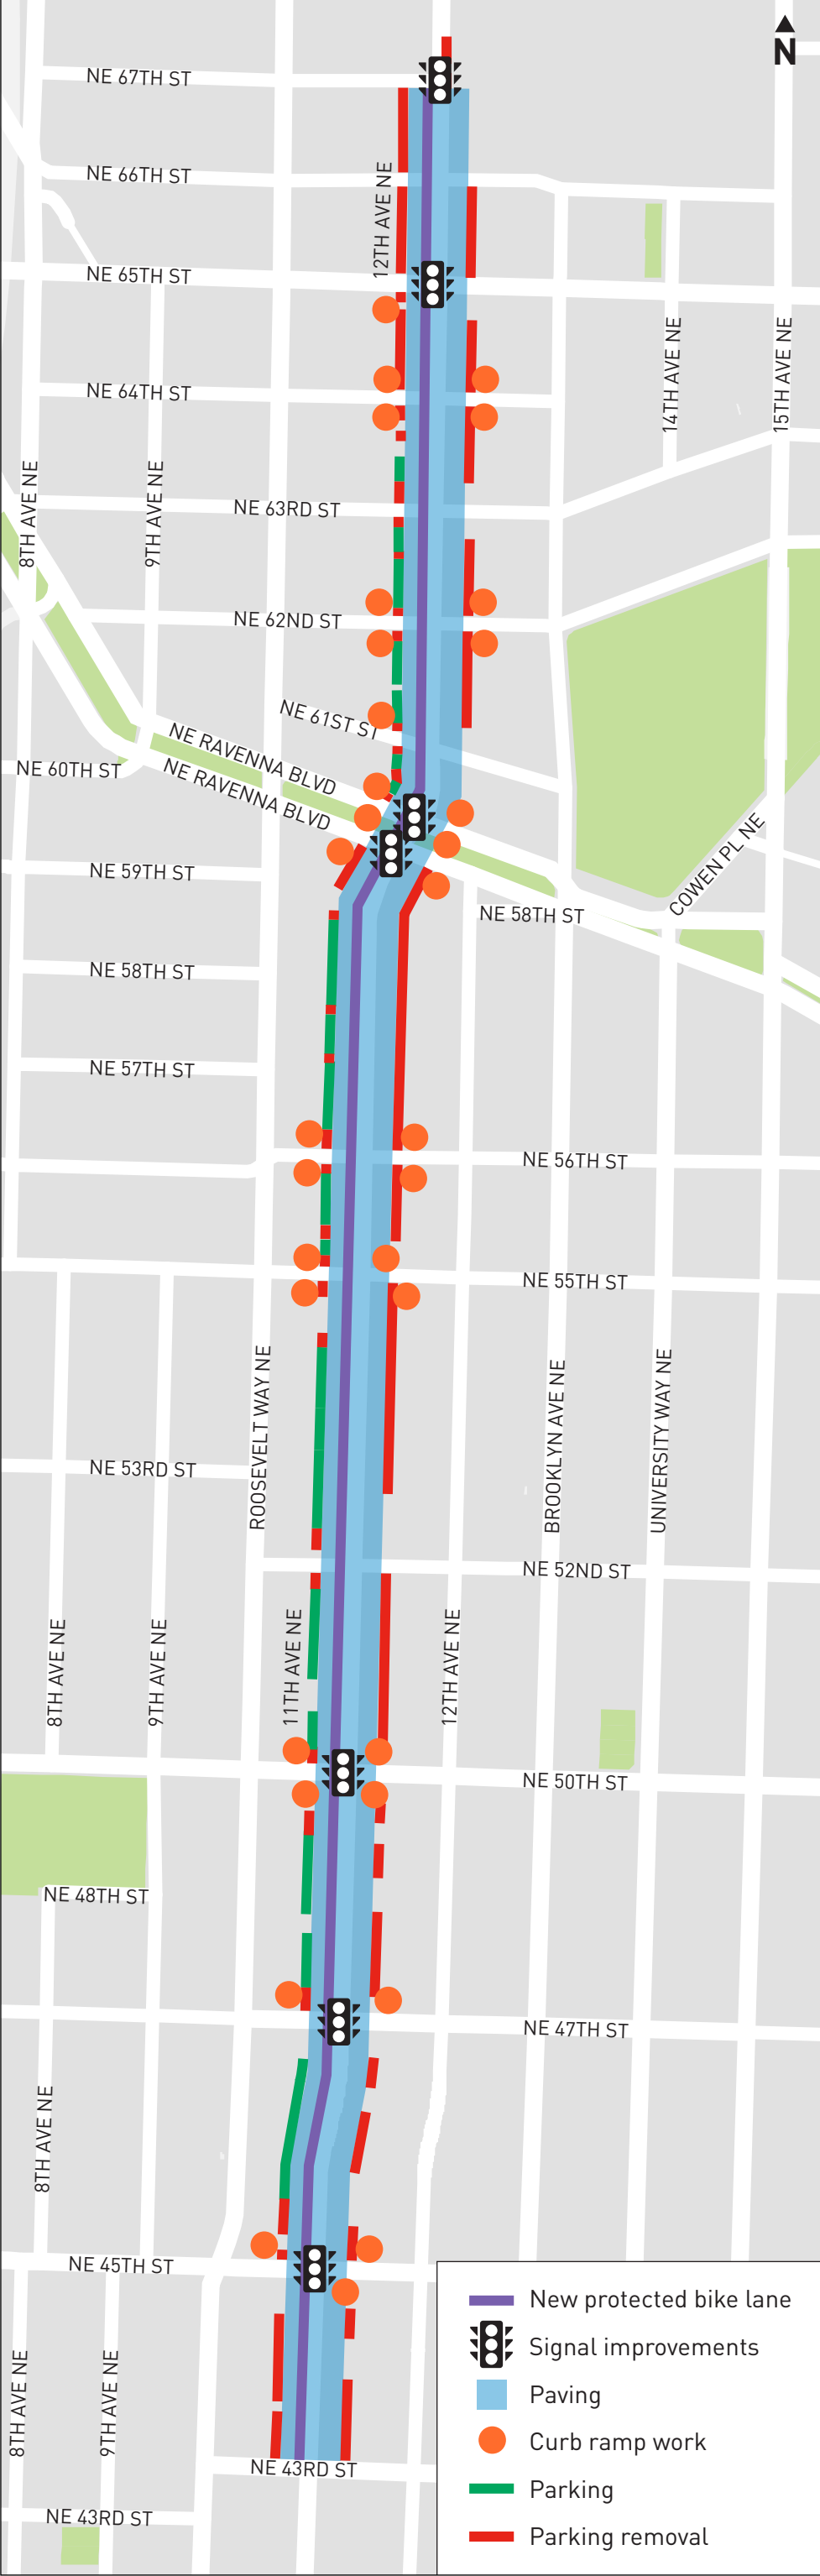 N
NE 67TH ST
NE 66TH ST
12TH AVE NE
NE 65TH ST
14TH AVE NE
15TH AVE NE
NE 64TH ST
8TH AVE NE
9TH AVE NE
NE 63RD ST
NE 62ND ST
NE 61ST ST
NE RAVENNA BLVD
NE RAVENNA BLVD
NE 60TH ST
COWEN PL NE
NE 59TH ST
NE 58TH ST
NE 58TH ST
NE 57TH ST
NE 56TH ST
NE 55TH ST
ROOSEVELT WAY NE
BROOKLYN AVE NE
UNIVERSITY WAY NE
NE 53RD ST
NE 52ND ST
8TH AVE NE
9TH AVE NE
11TH AVE NE
12TH AVE NE
NE 50TH ST
NE 48TH ST
NE 47TH ST
8TH AVE NE
NE 45TH ST
8TH AVE NE
9TH AVE NE
NE 43RD ST
NE 43RD ST
New protected bike lane
Signal improvements
Paving
Curb ramp work
Parking
Parking removal